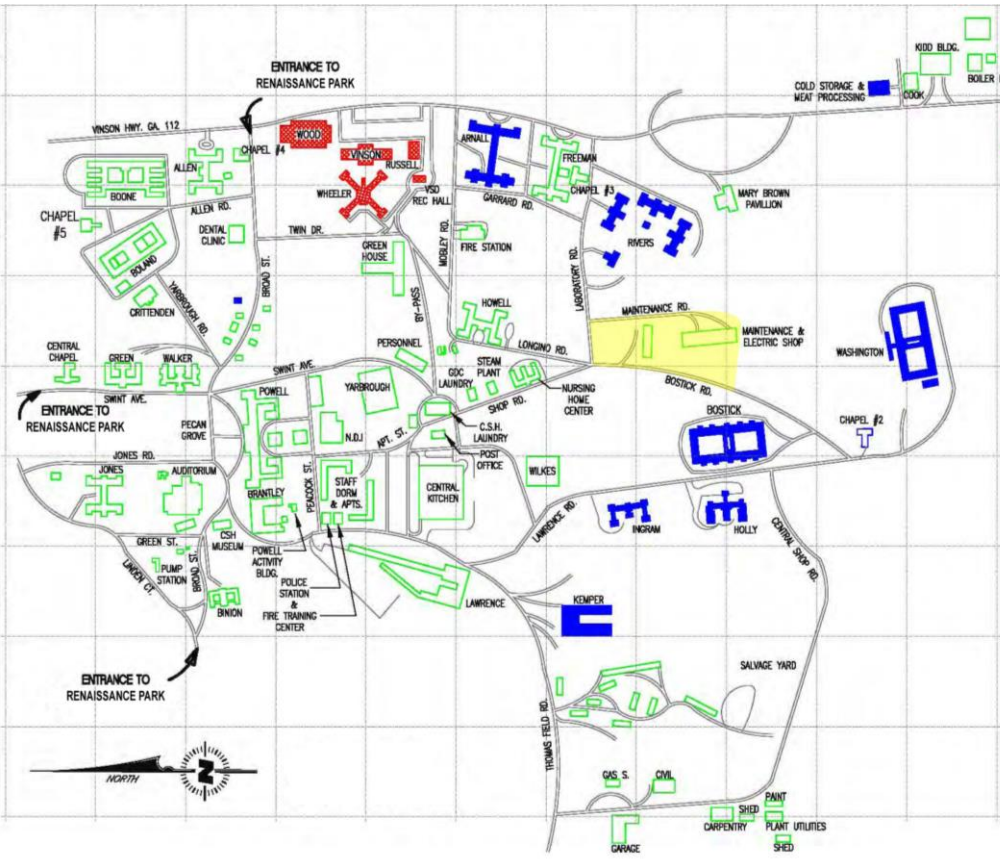 KIDD BLDG.
ENTRANCE TO
RENAISSANCE PARK
COLD STORAGE &
MEAT PROCESSING
COOK
BOILER
VINSON HWY. GA. 112
WOOD
CHAPEL #4
VINSON
RUSSELL
ARNALL
FREEMAN
ALLEN
BOONE
WHEELER
VSD
REC HALL
CHAPEL #3
GARRARD RD.
MARY BROWN
PAVILLION
ALLEN RD.
CHAPEL
#5
DENTAL
CLINIC
TWIN DR.
MOBLEY RD.
FIRE STATION
RIVERS
GREEN
HOUSE
BOLAND
BROAD ST.
LABORATORY RD.
YARBROUGH RD.
CRITTENDEN
BY-PASS
HOWELL
MAINTENANCE RD.
MAINTENANCE &
ELECTRIC SHOP
CENTRAL
CHAPEL
GREEN
WALKER
PERSONNEL
LONGINO RD.
WASHINGTON
SWINT AVE.
GDC
LAUNDRY
STEAM
PLANT
NURSING
HOME
CENTER
BOSTICK RD.
SWINT AVE.
POWELL
YARBROUGH
SHOP RD.
ENTRANCE TO
RENAISSANCE PARK
PECAN
GROVE
N.D.I
APT. ST.
C.S.H.
LAUNDRY
BOSTICK
CHAPEL #2
POST
OFFICE
JONES RD.
JONES
AUDITORIUM
PEACOCK ST.
STAFF
DORM
& APTS.
CENTRAL
KITCHEN
WILKES
BRANTLEY
LAWRENCE RD.
INGRAM
HOLLY
CENTRAL SHOP RD.
GREEN ST.
CSH
MUSEUM
PUMP
STATION
BROAD ST.
LINDEN CT.
POWELL
ACTIVITY
BLDG.
POLICE
STATION
&
FIRE TRAINING
CENTER
BINION
LAWRENCE
KEMPER
ENTRANCE TO
RENAISSANCE PARK
SALVAGE YARD
THOMAS FIELD RD.
NORTH
N
GAS S.
CIVIL
GARAGE
CARPENTRY
SHED
PAINT
PLANT UTILITIES
SHED